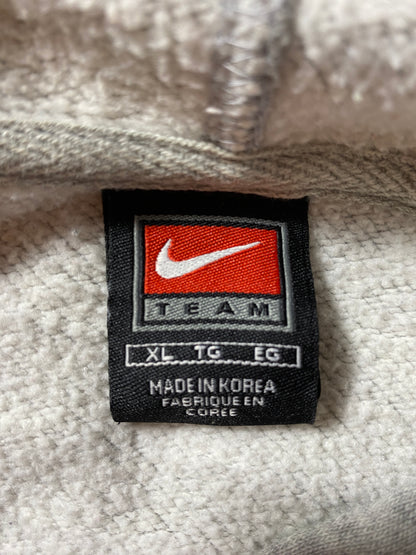 TEAM
XL TG EG
MADE IN KOREA
FABRIQUE EN
COREE